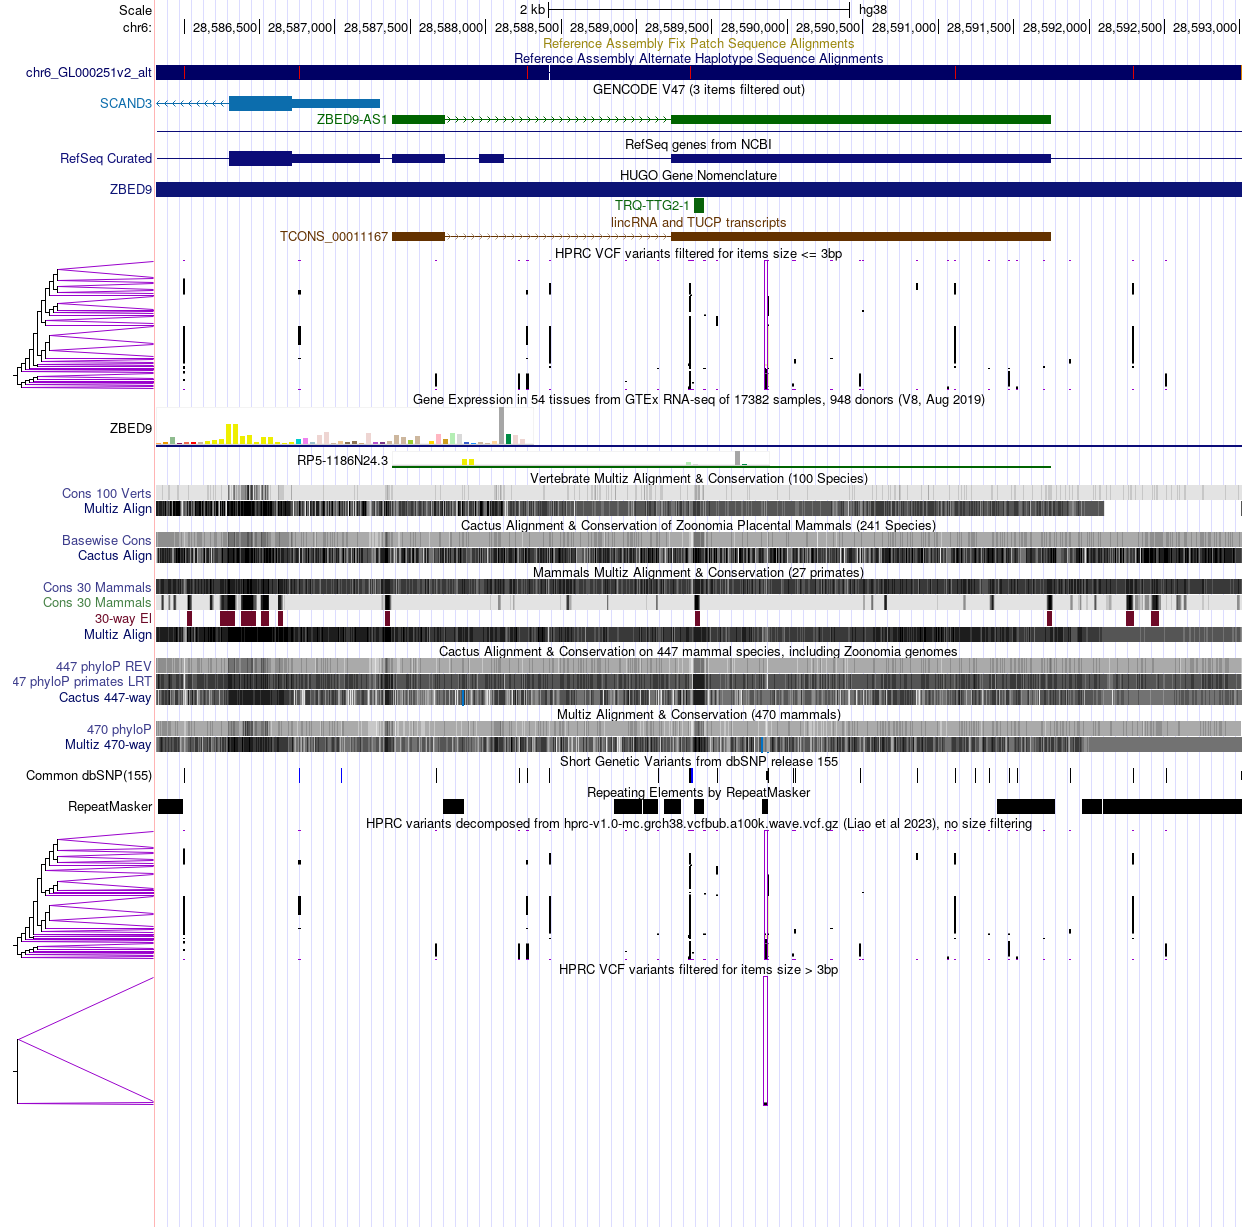 Scale 2 kb hg38
chr6: 28,586,500 28,587,000 28,587,500 28,588,000 28,588,500 28,589,000 28,589,500 28,590,000 28,590,500 28,591,000 28,591,500 28,592,000 28,592,500 28,593,000
Reference Assembly Fix Patch Sequence Alignments
Reference Assembly Alternate Haplotype Sequence Alignments
chr6_GL000251v2_alt
GENCODE V47 (3 items filtered out)
SCAND3
ZBED9-AS1
RefSeq genes from NCBI
RefSeq Curated
HUGO Gene Nomenclature
ZBED9
TRQ-TTG2-1
lincRNA and TUCP transcripts
TCONS_00011167
HPRC VCF variants filtered for items size <= 3bp
Gene Expression in 54 tissues from GTEx RNA-seq of 17382 samples, 948 donors (V8, Aug 2019)
ZBED9
RP5-1186N24.3
Vertebrate Multiz Alignment & Conservation (100 Species)
Cons 100 Verts
Multiz Align
Cactus Alignment & Conservation of Zoonomia Placental Mammals (241 Species)
Basewise Cons
Cactus Align
Mammals Multiz Alignment & Conservation (27 primates)
Cons 30 Mammals
Cons 30 Mammals
30-way El
Multiz Align
Cactus Alignment & Conservation on 447 mammal species, including Zoonomia genomes
447 phyloP REV
47 phyloP primates LRT
Cactus 447-way
Multiz Alignment & Conservation (470 mammals)
470 phyloP
Multiz 470-way
Short Genetic Variants from dbSNP release 155
Common dbSNP(155)
Repeating Elements by RepeatMasker
RepeatMasker
HPRC variants decomposed from hprc-v1.0-mc.grch38.vcfbub.a100k.wave.vcf.gz (Liao et al 2023), no size filtering
HPRC VCF variants filtered for items size > 3bp